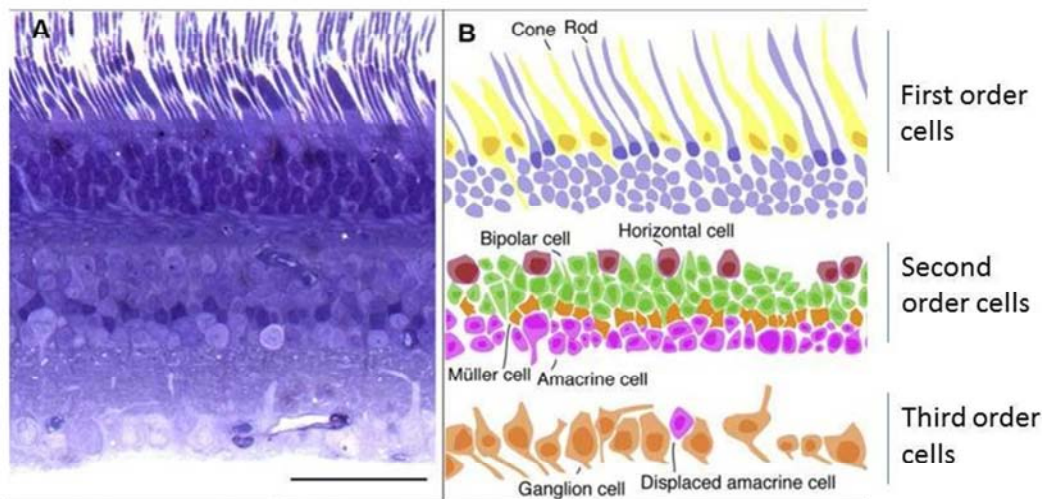 A
B
Cone Rod
First order
cells
Bipolar cell
Horizontal cell
Second
order cells
Müller cell
Amacrine cell
Third order
cells
Displaced amacrine cell
Ganglion cell